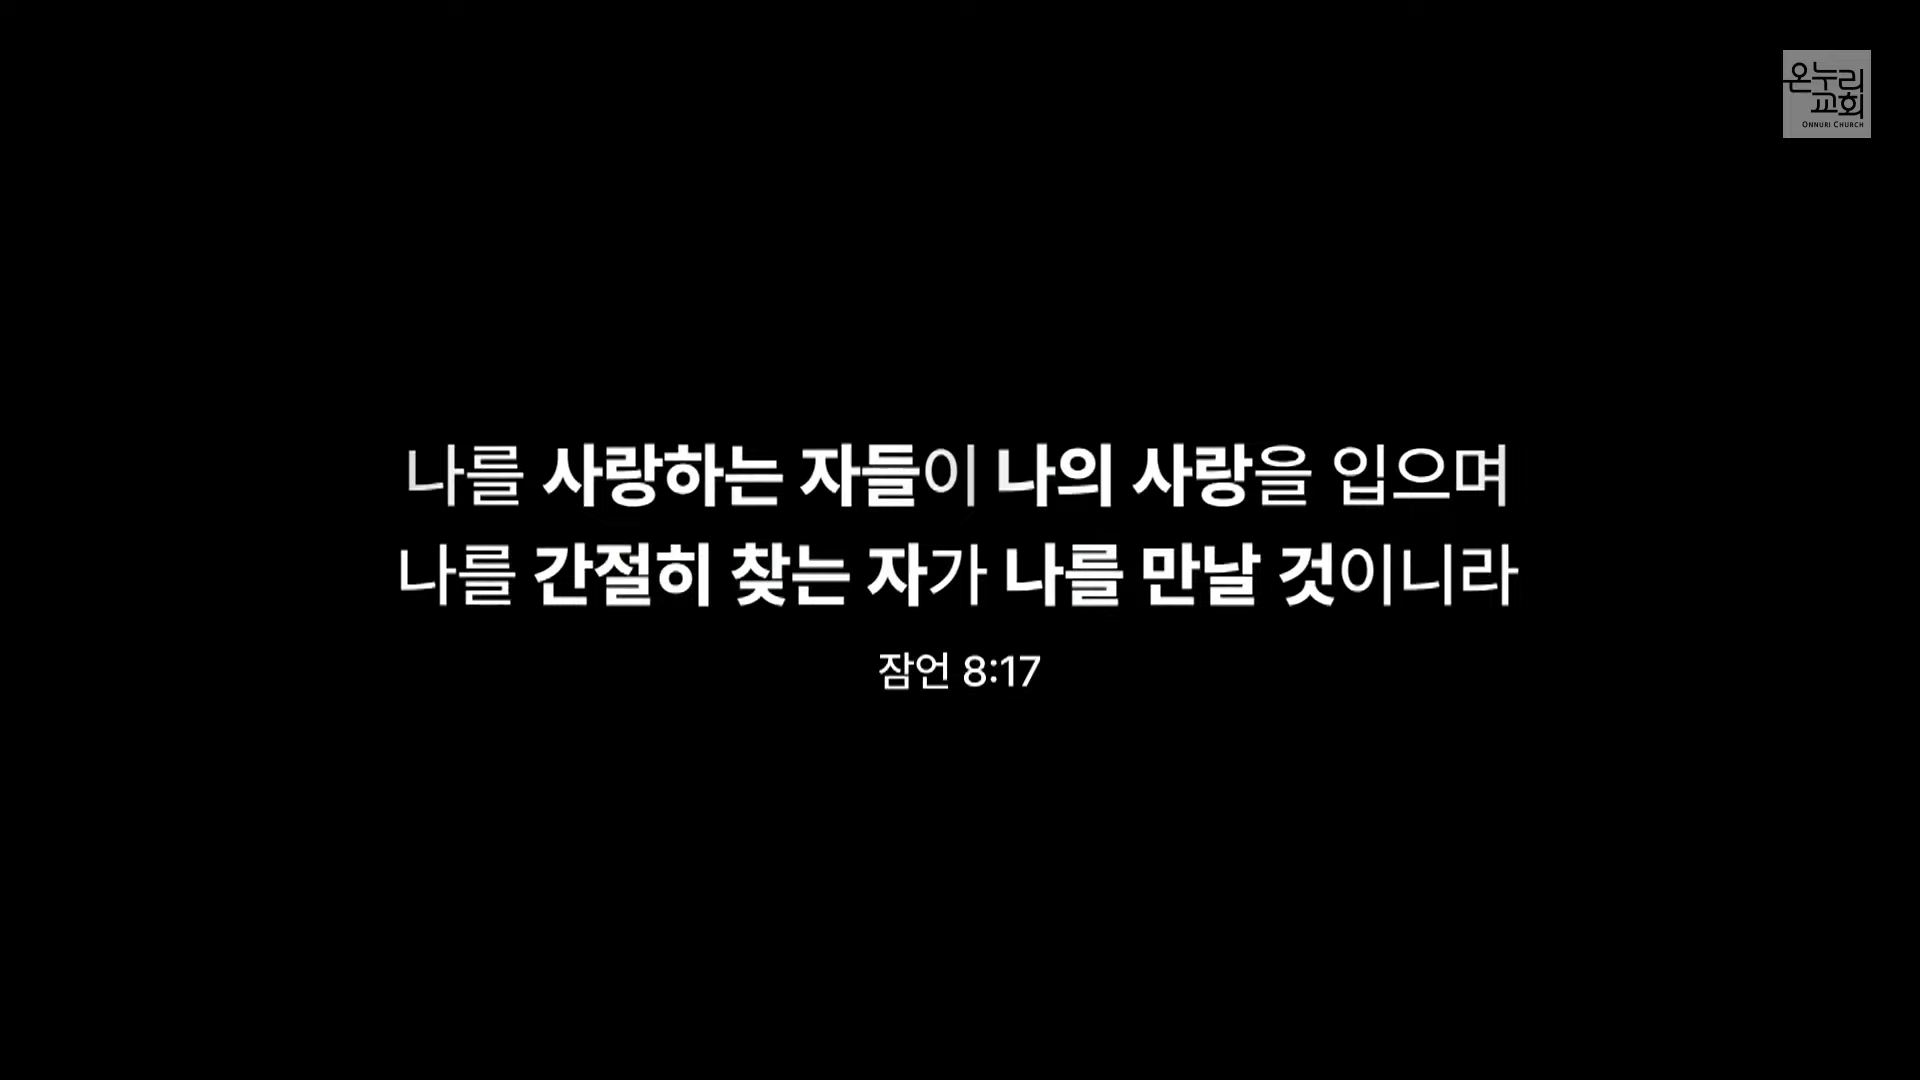 온누리
교회
ONNURI CHURCH
나를 사랑하는 자들이 나의 사랑을 입으며
나를 간절히 찾는 자가 나를 만날 것이니라
잠언 8:17